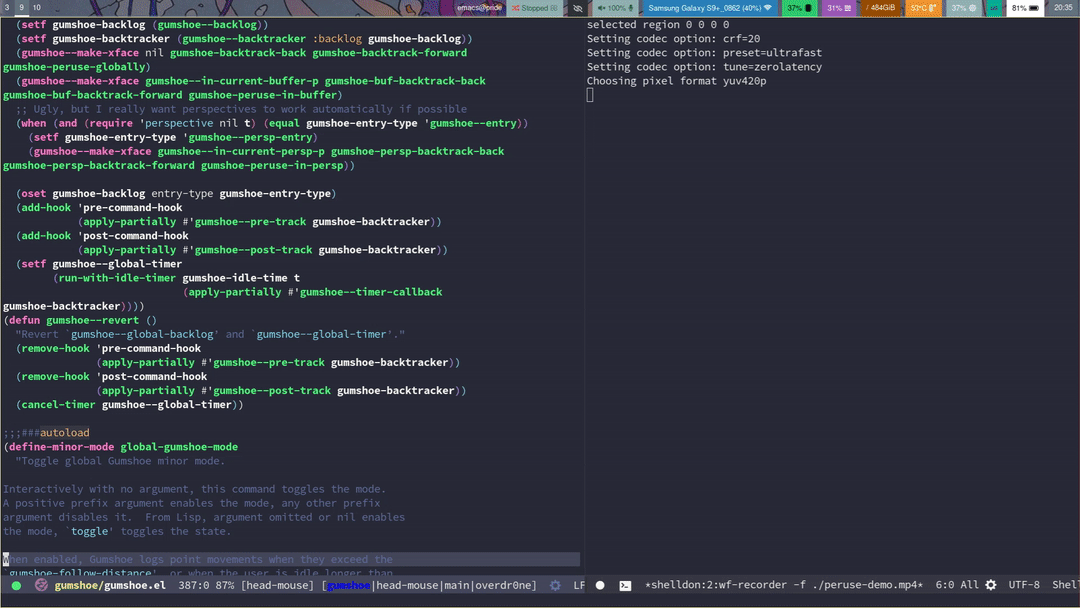 3 9 10 emacs@pride Stopped 100% Samsung Galaxy S9+_0862 (40%) 37% 31% / 484GiB 51°C 37% 81% 20:35
(setf gumshoe-backlog (gumshoe--backlog))
(setf gumshoe-backtracker (gumshoe--backtracker :backlog gumshoe-backlog))
(gumshoe--make-xface nil gumshoe-backtrack-back gumshoe-backtrack-forward
gumshoe-peruse-globally)
(gumshoe--make-xface gumshoe--in-current-buffer-p gumshoe-buf-backtrack-back
gumshoe-buf-backtrack-forward gumshoe-peruse-in-buffer)
;; Ugly, but I really want perspectives to work automatically if possible
(when (and (require 'perspective nil t) (equal gumshoe-entry-type 'gumshoe--entry))
(setf gumshoe-entry-type 'gumshoe--persp-entry)
(gumshoe--make-xface gumshoe--in-current-persp-p gumshoe-persp-backtrack-back
gumshoe-persp-backtrack-forward gumshoe-peruse-in-persp))
(oset gumshoe-backlog entry-type gumshoe-entry-type)
(add-hook 'pre-command-hook
(apply-partially #'gumshoe--pre-track gumshoe-backtracker))
(add-hook 'post-command-hook
(apply-partially #'gumshoe--post-track gumshoe-backtracker))
(setf gumshoe--global-timer
(run-with-idle-timer gumshoe-idle-time t
(apply-partially #'gumshoe--timer-callback
gumshoe-backtracker))))
(defun gumshoe--revert ()
"Revert `gumshoe--global-backlog' and `gumshoe--global-timer'."
(remove-hook 'pre-command-hook
(apply-partially #'gumshoe--pre-track gumshoe-backtracker))
(remove-hook 'post-command-hook
(apply-partially #'gumshoe--post-track gumshoe-backtracker))
(cancel-timer gumshoe--global-timer))
;;;###autoload
(define-minor-mode global-gumshoe-mode
"Toggle global Gumshoe minor mode.
Interactively with no argument, this command toggles the mode.
A positive prefix argument enables the mode, any other prefix
argument disables it.  From Lisp, argument omitted or nil enables
the mode, `toggle' toggles the state.
When enabled, Gumshoe logs point movements when they exceed the
`gumshoe-follow-distance', or when the user is idle longer than
gumshoe/gumshoe.el 387:0 87% [head-mouse] [gumshoe|head-mouse|main|overdr0ne] LF
selected region 0 0 0 0
Setting codec option: crf=20
Setting codec option: preset=ultrafast
Setting codec option: tune=zerolatency
Choosing pixel format yuv420p
*shelldon:2:wf-recorder -f ./peruse-demo.mp4* 6:0 All UTF-8 Shell